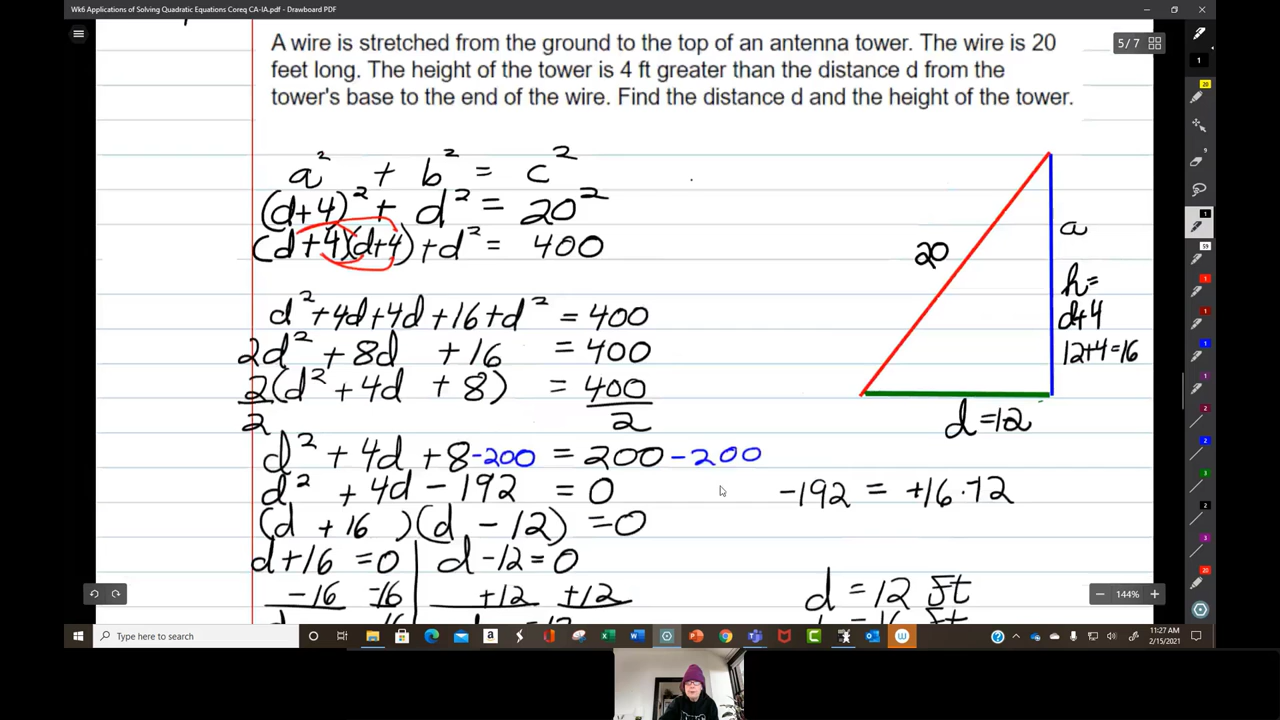 Wk6 Applications of Solving Quadratic Equations Coreq CA-IA.pdf - Drawboard PDF
5/7
A wire is stretched from the ground to the top of an antenna tower. The wire is 20
feet long. The height of the tower is 4 ft greater than the distance d from the
tower's base to the end of the wire. Find the distance d and the height of the tower.
a² + b² = c²
(d+4)² + d² = 20²
(d+4)(d+4)+d² = 400
d²+4d+4d+16+d² = 400
2d² + 8d + 16 = 400
2(d² + 4d + 8) = 400
2 2
d² + 4d + 8 -200 = 200 -200
d² + 4d - 192 = 0
(d + 16 )(d - 12) = 0
d+16 = 0 d -12 = 0
-16 -16 +12 +12
20
a
h=
d+4
12+4=16
d=12
-192 = +16·-12
d = 12 ft
144%
Type here to search
11:27 AM
2/15/2021